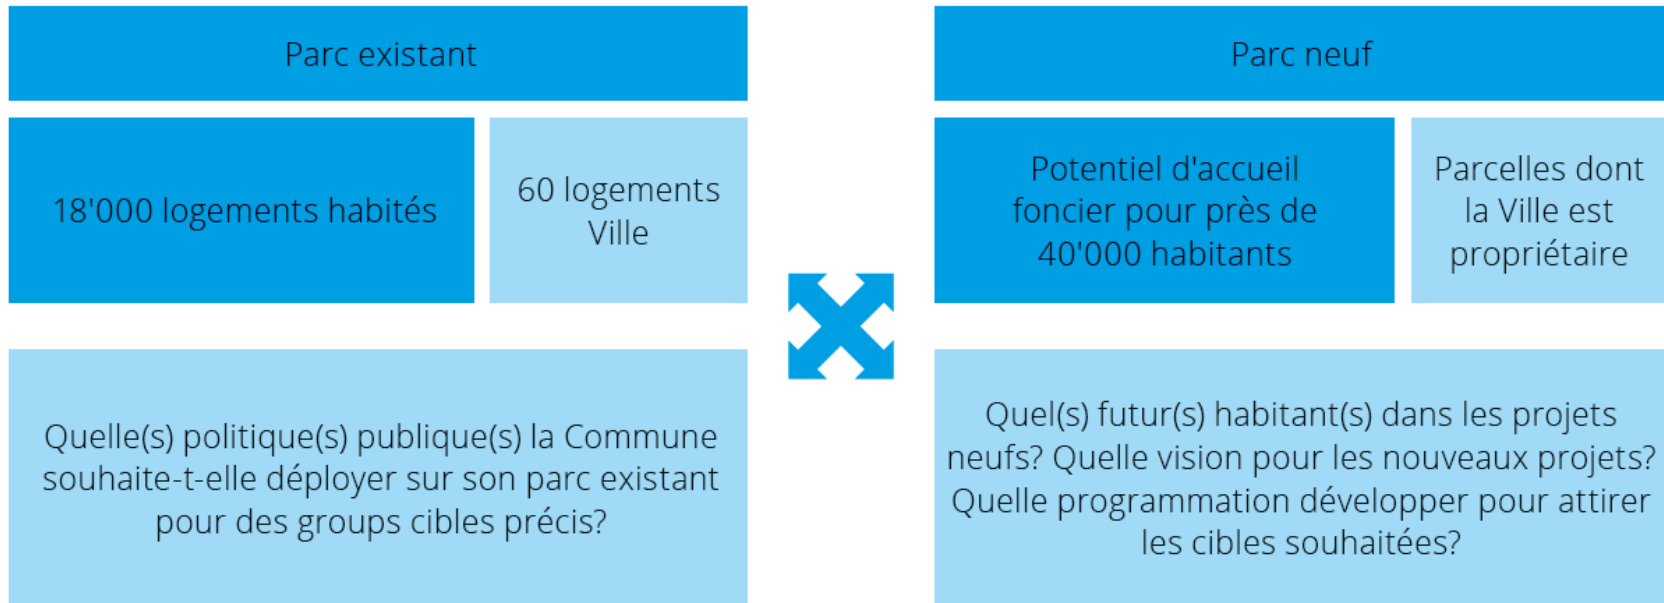 Parc existant
18'000 logements habités
60 logements
Ville
Quelle(s) politique(s) publique(s) la Commune
souhaite-t-elle déployer sur son parc existant
pour des groups cibles précis?
Parc neuf
Potentiel d'accueil
foncier pour près de
40'000 habitants
Parcelles dont
la Ville est
propriétaire
Quel(s) futur(s) habitant(s) dans les projets
neufs? Quelle vision pour les nouveaux projets?
Quelle programmation développer pour attirer
les cibles souhaitées?